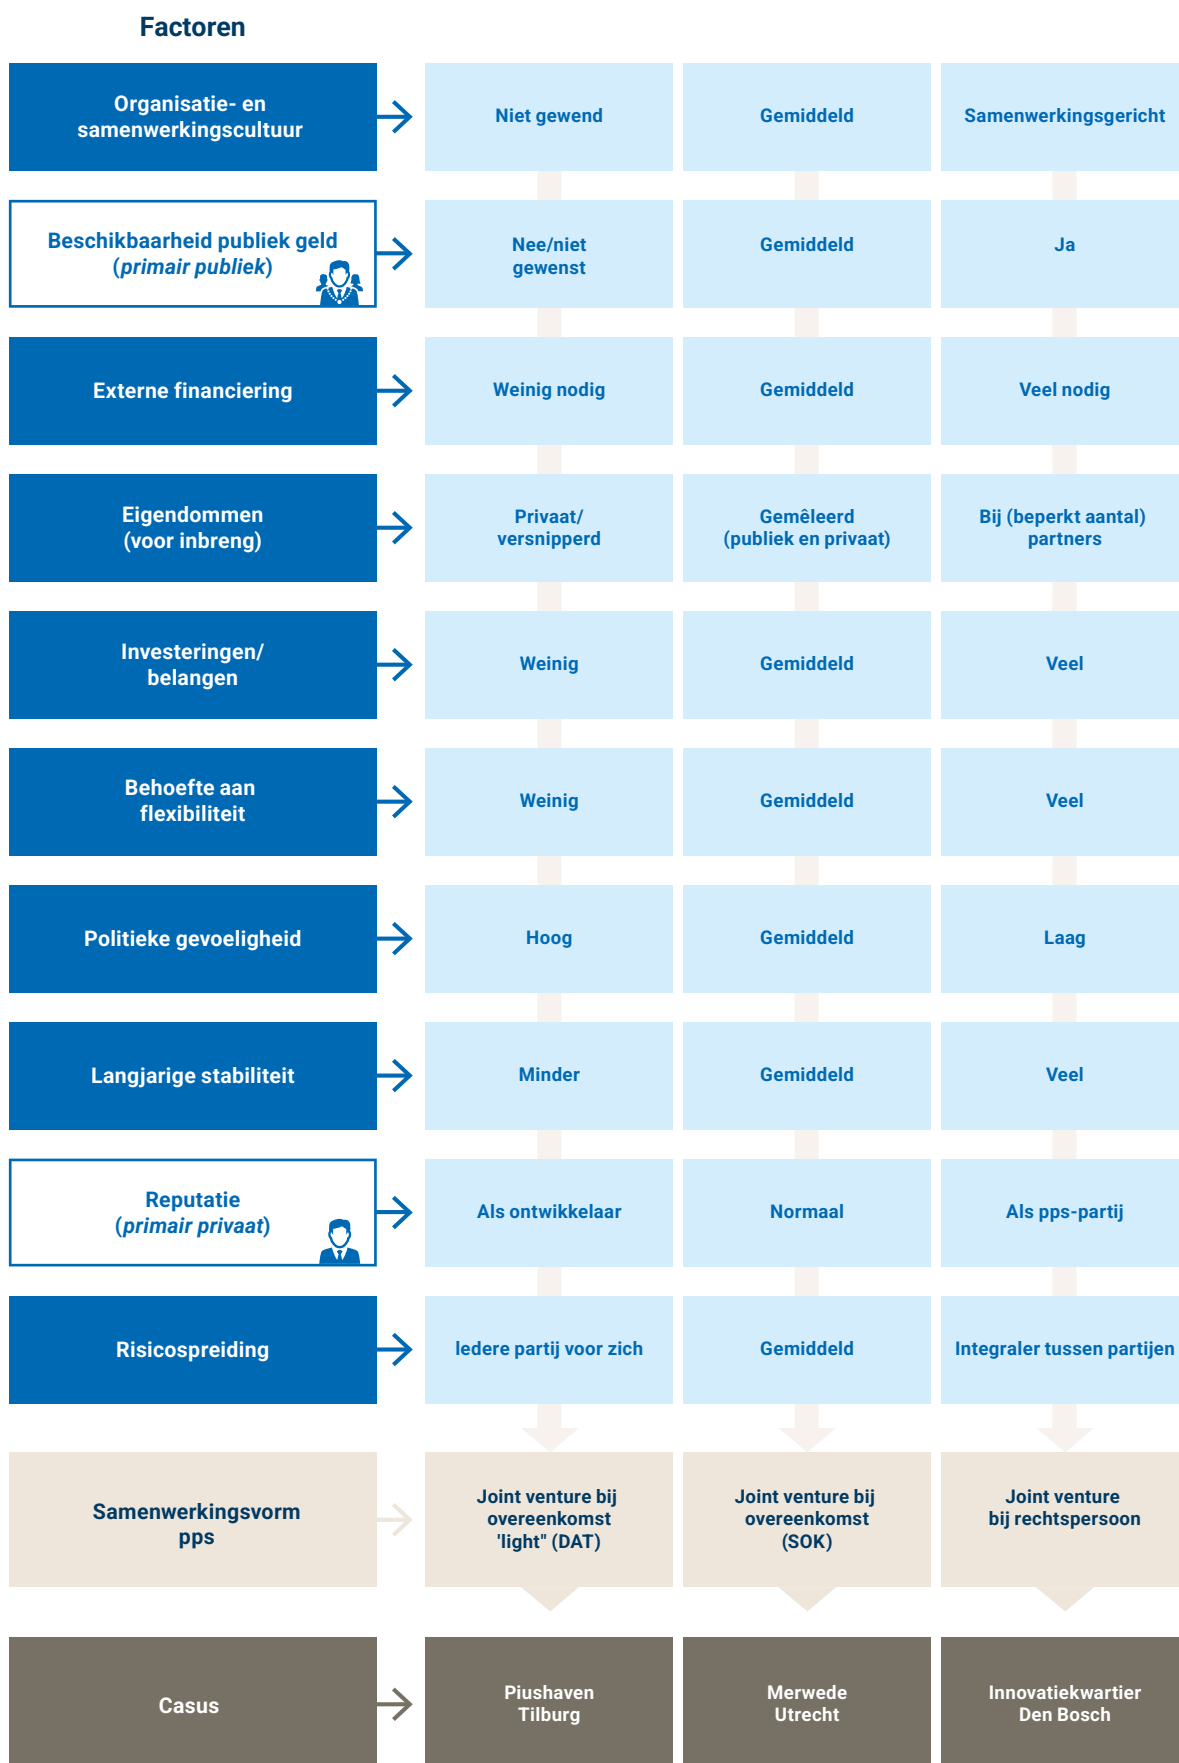 Factoren
Organisatie- en
samenwerkingscultuur
Niet gewend
Gemiddeld
Samenwerkingsgericht
Beschikbaarheid publiek geld
(primair publiek)
Nee/niet
gewenst
Gemiddeld
Ja
Externe financiering
Weinig nodig
Gemiddeld
Veel nodig
Eigendommen
(voor inbreng)
Privaat/
versnipperd
Gemêleerd
(publiek en privaat)
Bij (beperkt aantal)
partners
Investeringen/
belangen
Weinig
Gemiddeld
Veel
Behoefte aan
flexibiliteit
Weinig
Gemiddeld
Veel
Politieke gevoeligheid
Hoog
Gemiddeld
Laag
Langjarige stabiliteit
Minder
Gemiddeld
Veel
Reputatie
(primair privaat)
Als ontwikkelaar
Normaal
Als pps-partij
Risicospreiding
Iedere partij voor zich
Gemiddeld
Integraler tussen partijen
Samenwerkingsvorm
pps
Joint venture bij
overeenkomst
'light" (DAT)
Joint venture bij
overeenkomst
(SOK)
Joint venture
bij rechtspersoon
Casus
Piushaven
Tilburg
Merwede
Utrecht
Innovatiekwartier
Den Bosch